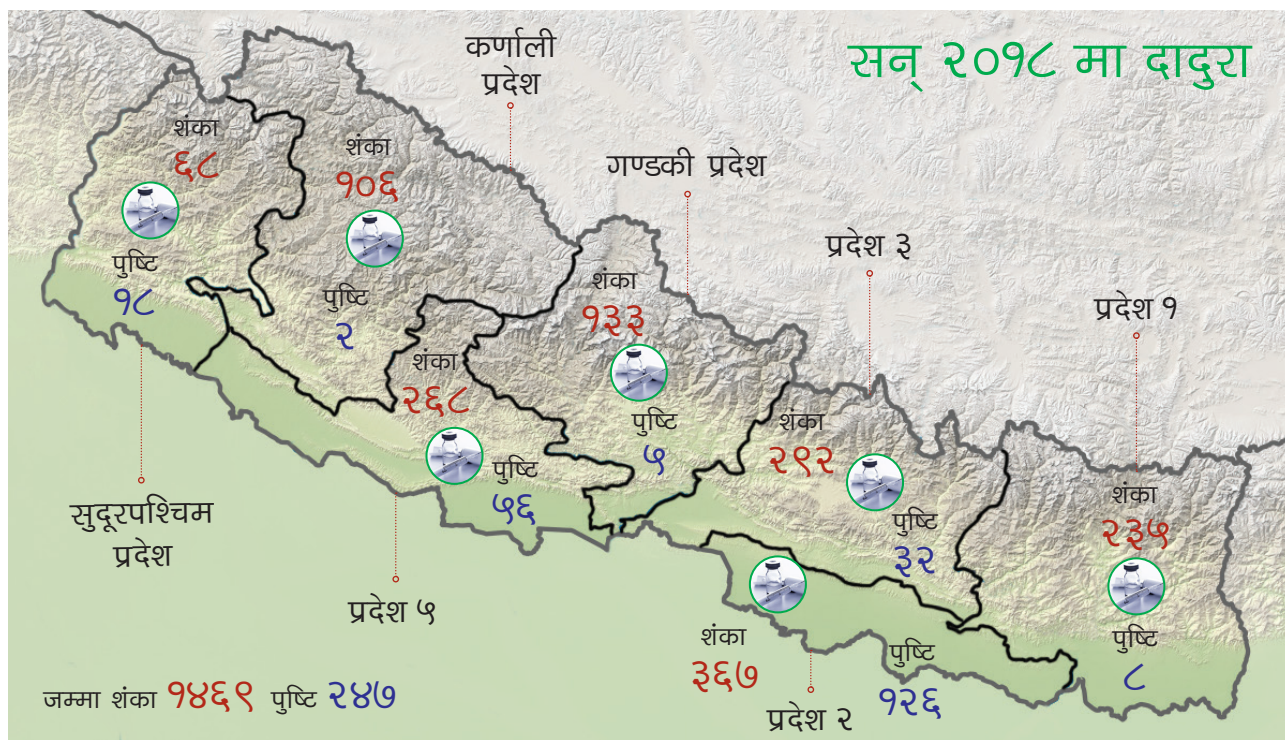 सन् २०१८ मा दादुरा
कर्णाली
प्रदेश
शंका
६८
पुष्टि
१८
शंका
१०६
पुष्टि
२
गण्डकी प्रदेश
शंका
१३३
पुष्टि
५
प्रदेश ३
शंका
२९२
पुष्टि
३२
प्रदेश १
शंका
२३५
पुष्टि
८
शंका
२६८
पुष्टि
५६
सुदूरपश्चिम
प्रदेश
प्रदेश ५
शंका
३६७
पुष्टि
१२६
प्रदेश २
जम्मा शंका १४६९ पुष्टि २४७